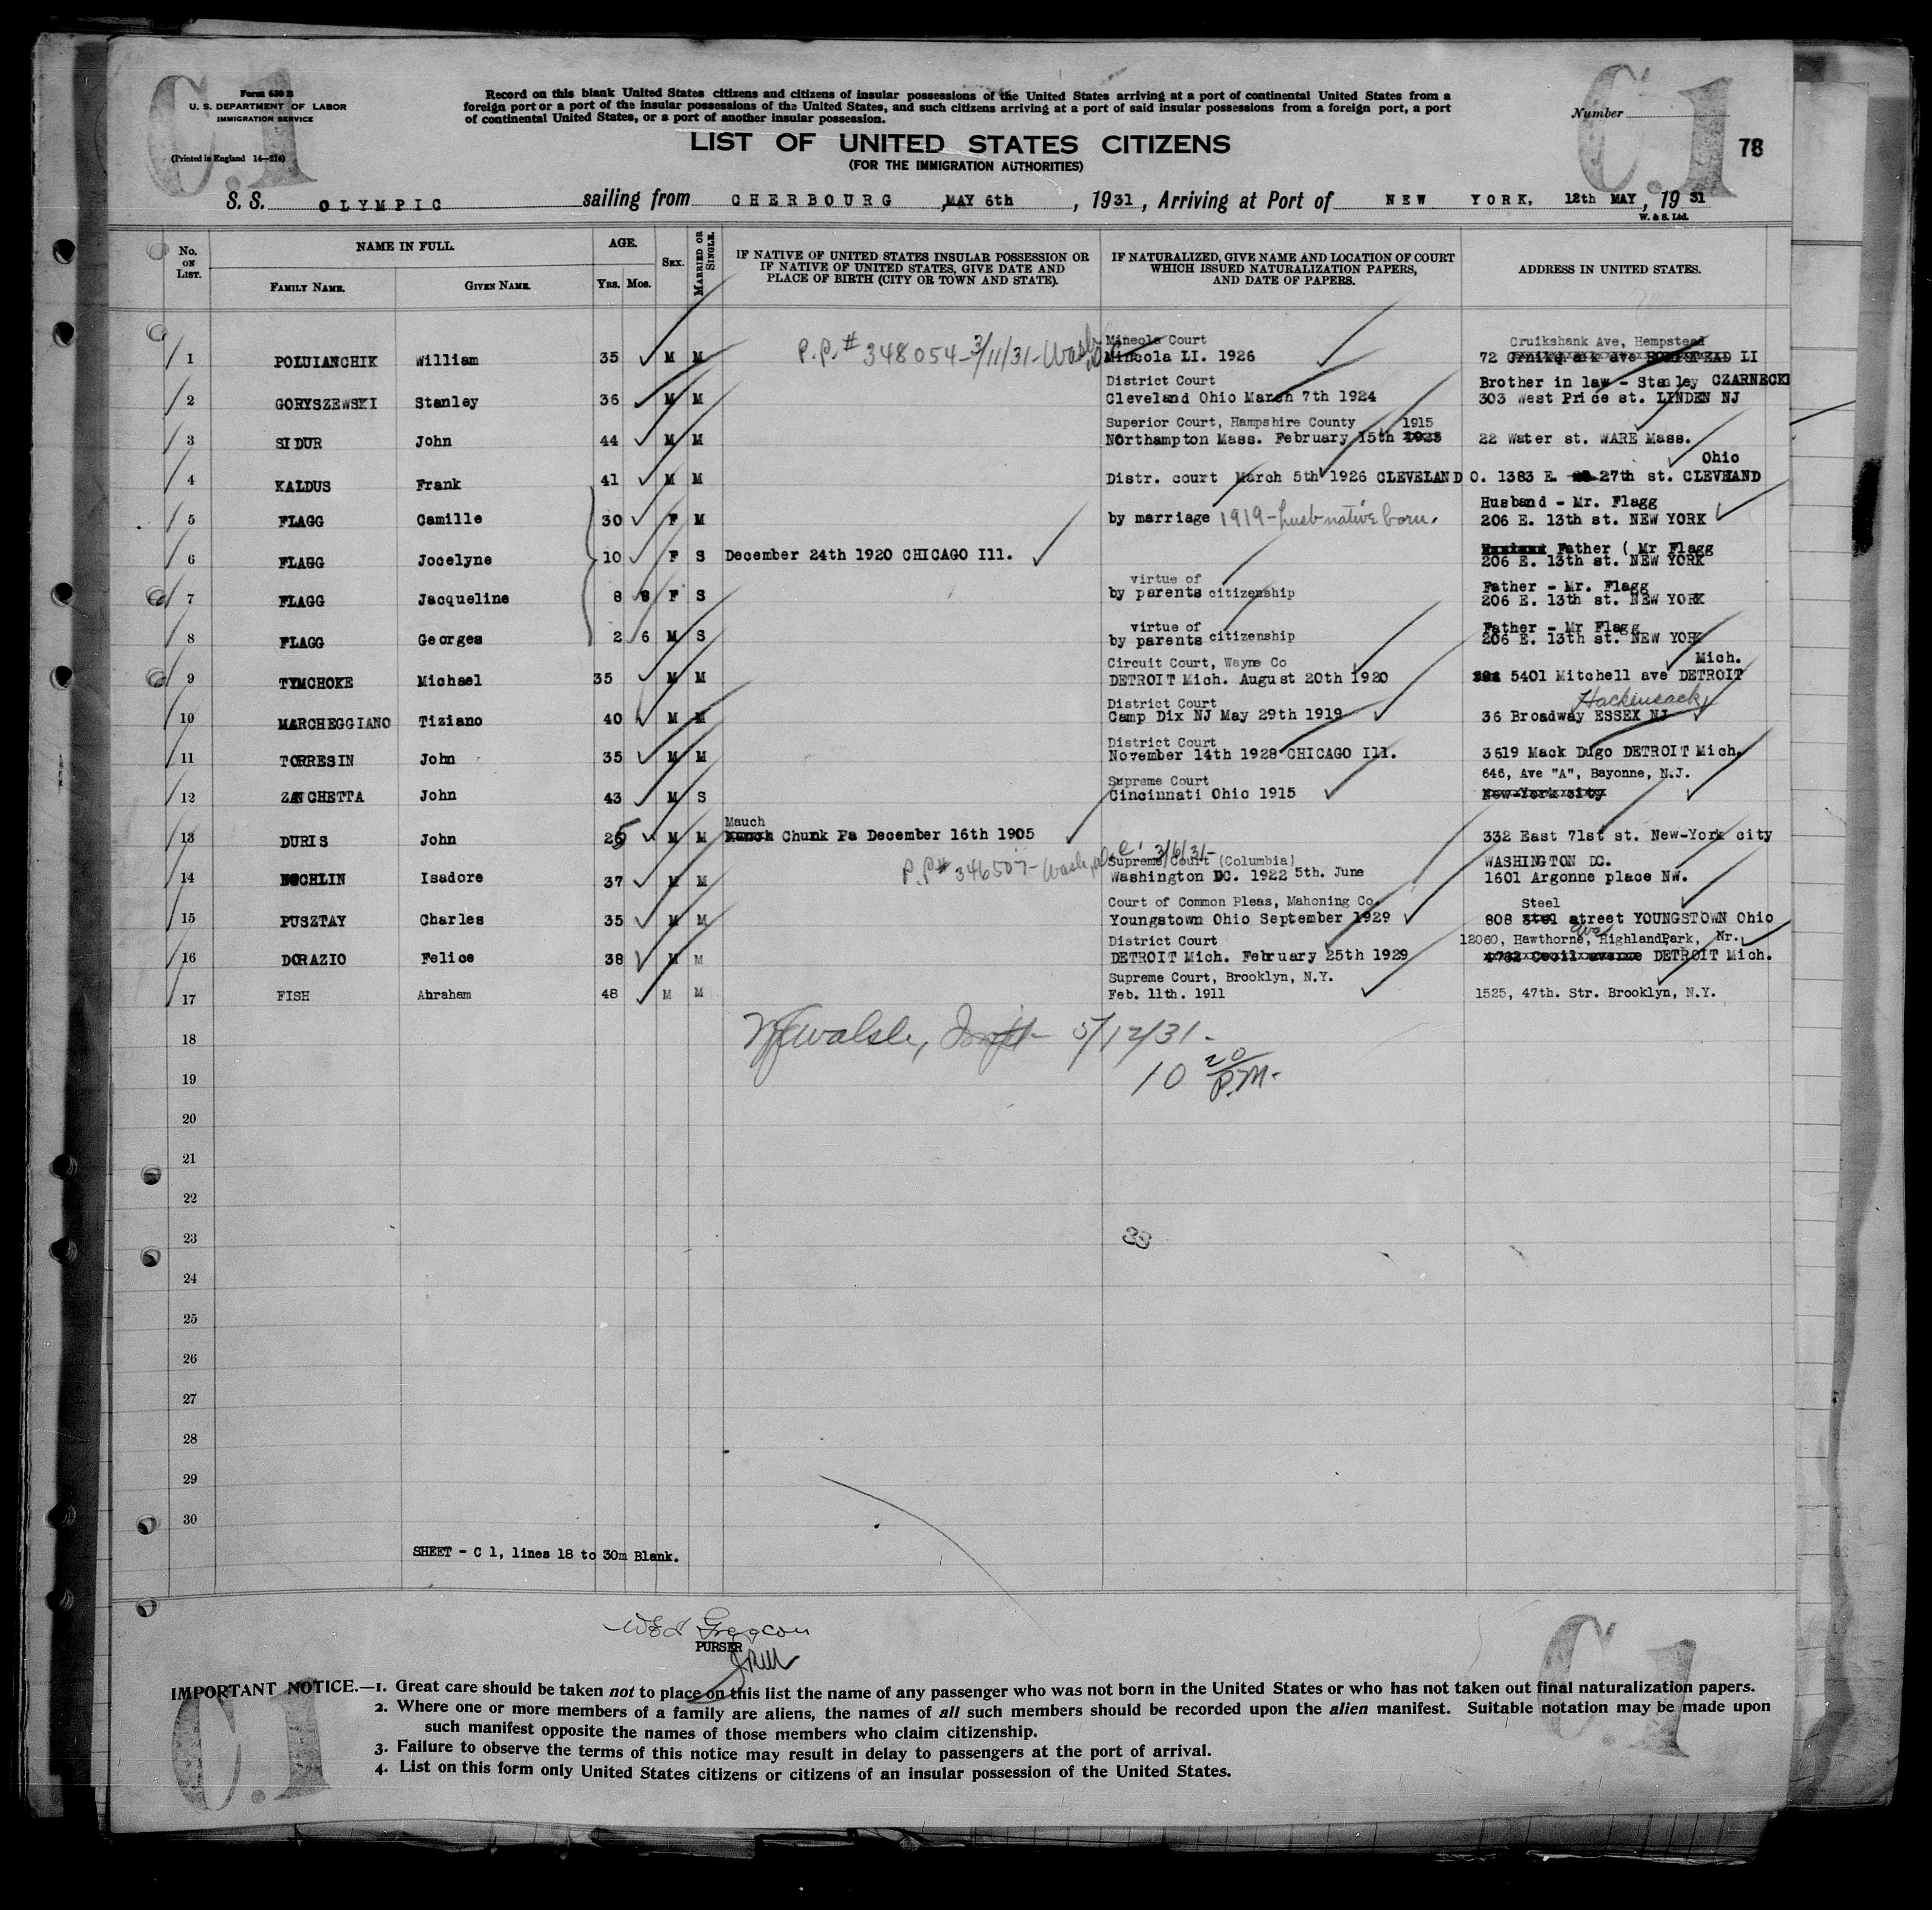 C.1
C.1
Form 630 B
U. S. DEPARTMENT OF LABOR
IMMIGRATION SERVICE
(Printed in England 14—214)
Record on this blank United States citizens and citizens of insular possessions of the United States arriving at a port of continental United States from a
foreign port or a port of the insular possessions of the United States, and such citizens arriving at a port of said insular possessions from a foreign port, a port
of continental United States, or a port of another insular possession.
Number
78
LIST OF UNITED STATES CITIZENS
(FOR THE IMMIGRATION AUTHORITIES)
S. S. OLYMPIC sailing from CHERBOURG, MAY 6th, 1931, Arriving at Port of NEW YORK, 12th MAY, 1931
W. & S. Ltd.
No. ON LIST. NAME IN FULL. AGE. SEX. MARRIED OR SINGLE. IF NATIVE OF UNITED STATES INSULAR POSSESSION OR IF NATIVE OF UNITED STATES, GIVE DATE AND PLACE OF BIRTH (CITY OR TOWN AND STATE). IF NATURALIZED, GIVE NAME AND LOCATION OF COURT WHICH ISSUED NATURALIZATION PAPERS, AND DATE OF PAPERS. ADDRESS IN UNITED STATES.
FAMILY NAME. GIVEN NAME. Yrs. Mos.
P.P.# 348054-3/11/31-Wash. Mineola Court Cruikshank Ave, Hempstead
1 POLUIANCHIK William 35 M M Mineola LI. 1926 72 LI
District Court Brother in law - Stanley CZARNECKI
2 GORYSZEWSKI Stanley 36 M M Cleveland Ohio March 7th 1924 303 West Price st. LINDEN NJ
Superior Court, Hampshire County 1915
3 SIDUR John 44 M M Northampton Mass. February 15th 22 Water st. WARE Mass.
Ohio
4 KALDUS Frank 41 M M Distr. court March 5th 1926 CLEVELAND O. 1383 E. 27th st. CLEVELAND
Husband - Mr. Flagg
5 FLAGG Camille 30 F M by marriage 1919-husb native born. 206 E. 13th st. NEW YORK
Father ( Mr Flagg
6 FLAGG Jocelyne 10 F S December 24th 1920 CHICAGO Ill. 206 E. 13th st. NEW YORK
virtue of Father - Mr. Flagg
7 FLAGG Jacqueline 8 8 F S by parents citizenship 206 E. 13th st. NEW YORK
virtue of Father - Mr Flagg
8 FLAGG Georges 2 6 M S by parents citizenship 206 E. 13th st. NEW YORK
Circuit Court, Wayne Co Mich.
9 TYMCHOKE Michael 35 M M DETROIT Mich. August 20th 1920 5401 Mitchell ave DETROIT
District Court Hackensack
10 MARCHEGGIANO Tiziano 40 M M Camp Dix NJ May 29th 1919 36 Broadway ESSEX NJ
District Court
11 TORRESIN John 35 M M November 14th 1928 CHICAGO Ill. 3619 Mack Dugo DETROIT Mich.
Supreme Court 646, Ave "A", Bayonne, N.J.
12 ZANCHETTA John 43 M S Cincinnati Ohio 1915 New-York city
Mauch
13 DURIS John 25 M M Chunk Pa December 16th 1905 332 East 71st st. New-York city
P.P# 346507-Wash, D.C. 3/6/31- Supreme Court (Columbia) WASHINGTON DC.
14 NOCHLIN Isadore 37 M M Washington DC. 1922 5th. June 1601 Argonne place NW.
Court of Common Pleas, Mahoning Co. Steel
15 PUSZTAY Charles 35 M M Youngstown Ohio September 1929 808 street YOUNGSTOWN Ohio
District Court 12060, Hawthorne, Ave HighlandPark, Nr.
16 DORAZIO Felice 38 M M DETROIT Mich. February 25th 1929 4762 Cecil avenue DETROIT Mich.
Supreme Court, Brooklyn, N.Y.
17 FISH Abraham 48 M M Feb. 11th. 1911 1525, 47th. Str. Brooklyn, N.Y.
18 5/12/31.
19 10 20 P.M.
20
21
22
23 33
24
25
26
27
28
29
30
SHEET - C 1, lines 18 to 30m Blank.
PURSER
IMPORTANT NOTICE.—1. Great care should be taken not to place on this list the name of any passenger who was not born in the United States or who has not taken out final naturalization papers.
2. Where one or more members of a family are aliens, the names of all such members should be recorded upon the alien manifest. Suitable notation may be made upon
such manifest opposite the names of those members who claim citizenship.
3. Failure to observe the terms of this notice may result in delay to passengers at the port of arrival.
4. List on this form only United States citizens or citizens of an insular possession of the United States.
C.1
C.1